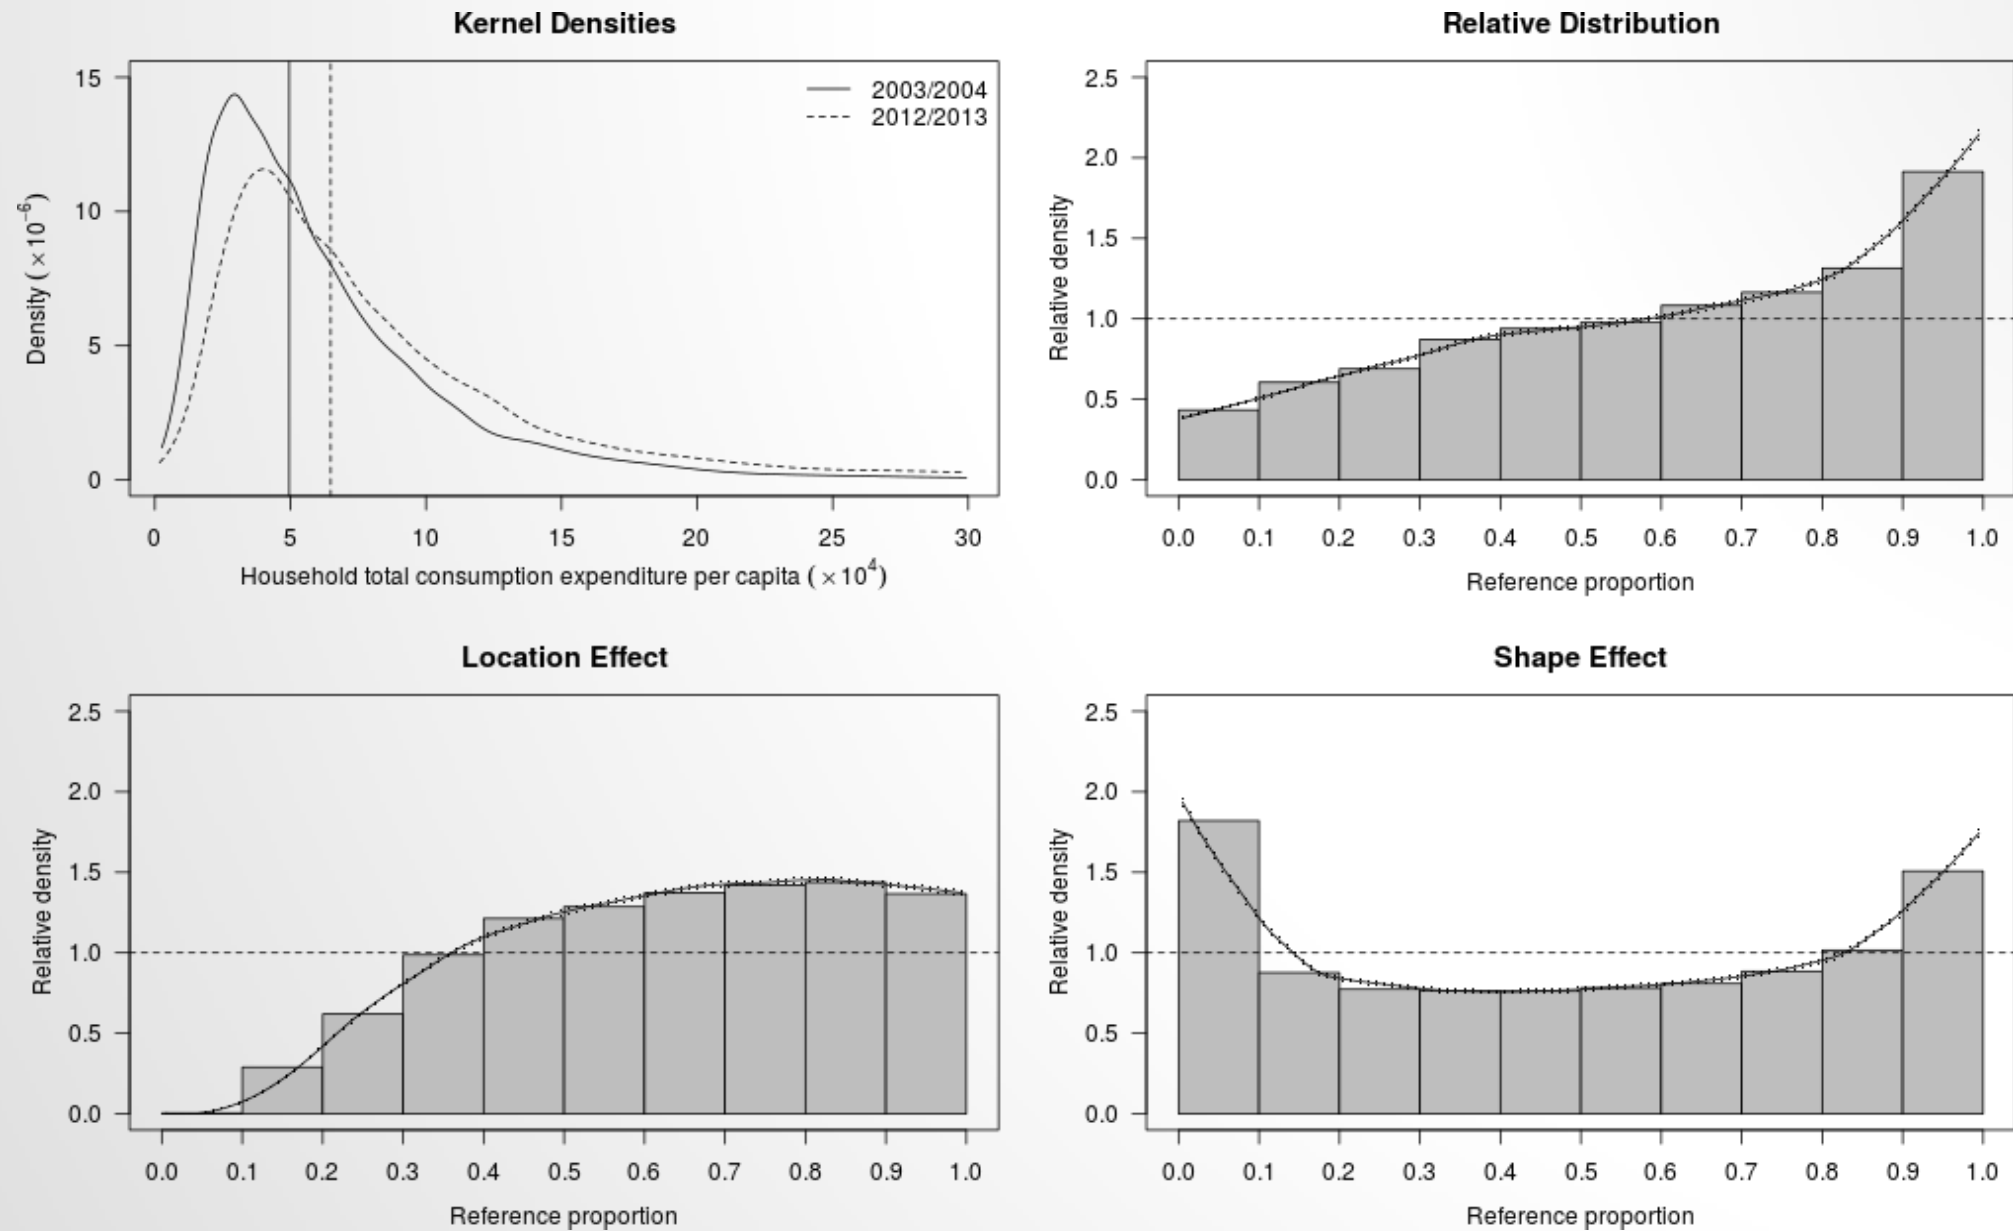 Kernel Densities
15
10
5
0
Density (×10⁻⁶)
2003/2004
2012/2013
0 5 10 15 20 25 30
Household total consumption expenditure per capita (×10⁴)
Relative Distribution
2.5
2.0
1.5
1.0
0.5
0.0
Relative density
0.0 0.1 0.2 0.3 0.4 0.5 0.6 0.7 0.8 0.9 1.0
Reference proportion
Location Effect
2.5
2.0
1.5
1.0
0.5
0.0
Relative density
0.0 0.1 0.2 0.3 0.4 0.5 0.6 0.7 0.8 0.9 1.0
Reference proportion
Shape Effect
2.5
2.0
1.5
1.0
0.5
0.0
Relative density
0.0 0.1 0.2 0.3 0.4 0.5 0.6 0.7 0.8 0.9 1.0
Reference proportion